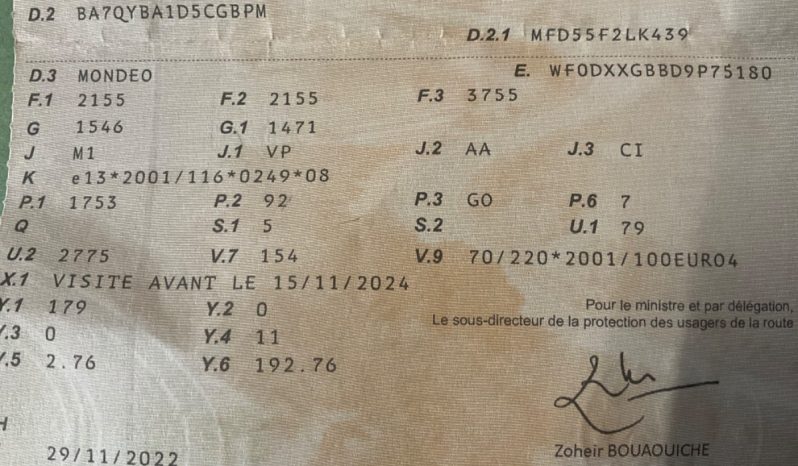 D.2 BA7QYBA1D5CGBPM
D.2.1 MFD55F2LK439
D.3 MONDEO E. WF0DXXGBBD9P75180
F.1 2155 F.2 2155 F.3 3755
G 1546 G.1 1471
J M1 J.1 VP J.2 AA J.3 CI
K e13*2001/116*0249*08
P.1 1753 P.2 92 P.3 GO P.6 7
Q S.1 5 S.2 U.1 79
U.2 2775 V.7 154 V.9 70/220*2001/100EURO4
X.1 VISITE AVANT LE 15/11/2024
Y.1 179 Y.2 0
Y.3 0 Y.4 11
Y.5 2.76 Y.6 192.76
Pour le ministre et par délégation,
Le sous-directeur de la protection des usagers de la route
H
29/11/2022
Zoheir BOUAOUICHE